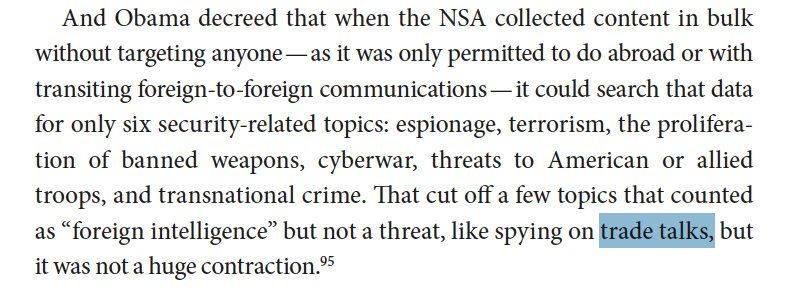 And Obama decreed that when the NSA collected content in bulk
without targeting anyone—as it was only permitted to do abroad or with
transiting foreign-to-foreign communications—it could search that data
for only six security-related topics: espionage, terrorism, the prolifera-
tion of banned weapons, cyberwar, threats to American or allied
troops, and transnational crime. That cut off a few topics that counted
as “foreign intelligence” but not a threat, like spying on trade talks, but
it was not a huge contraction.⁹⁵